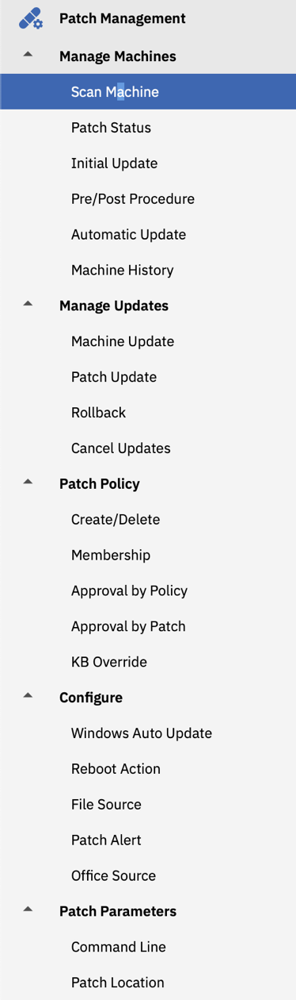 Patch Management
Manage Machines
Scan Machine
Patch Status
Initial Update
Pre/Post Procedure
Automatic Update
Machine History
Manage Updates
Machine Update
Patch Update
Rollback
Cancel Updates
Patch Policy
Create/Delete
Membership
Approval by Policy
Approval by Patch
KB Override
Configure
Windows Auto Update
Reboot Action
File Source
Patch Alert
Office Source
Patch Parameters
Command Line
Patch Location